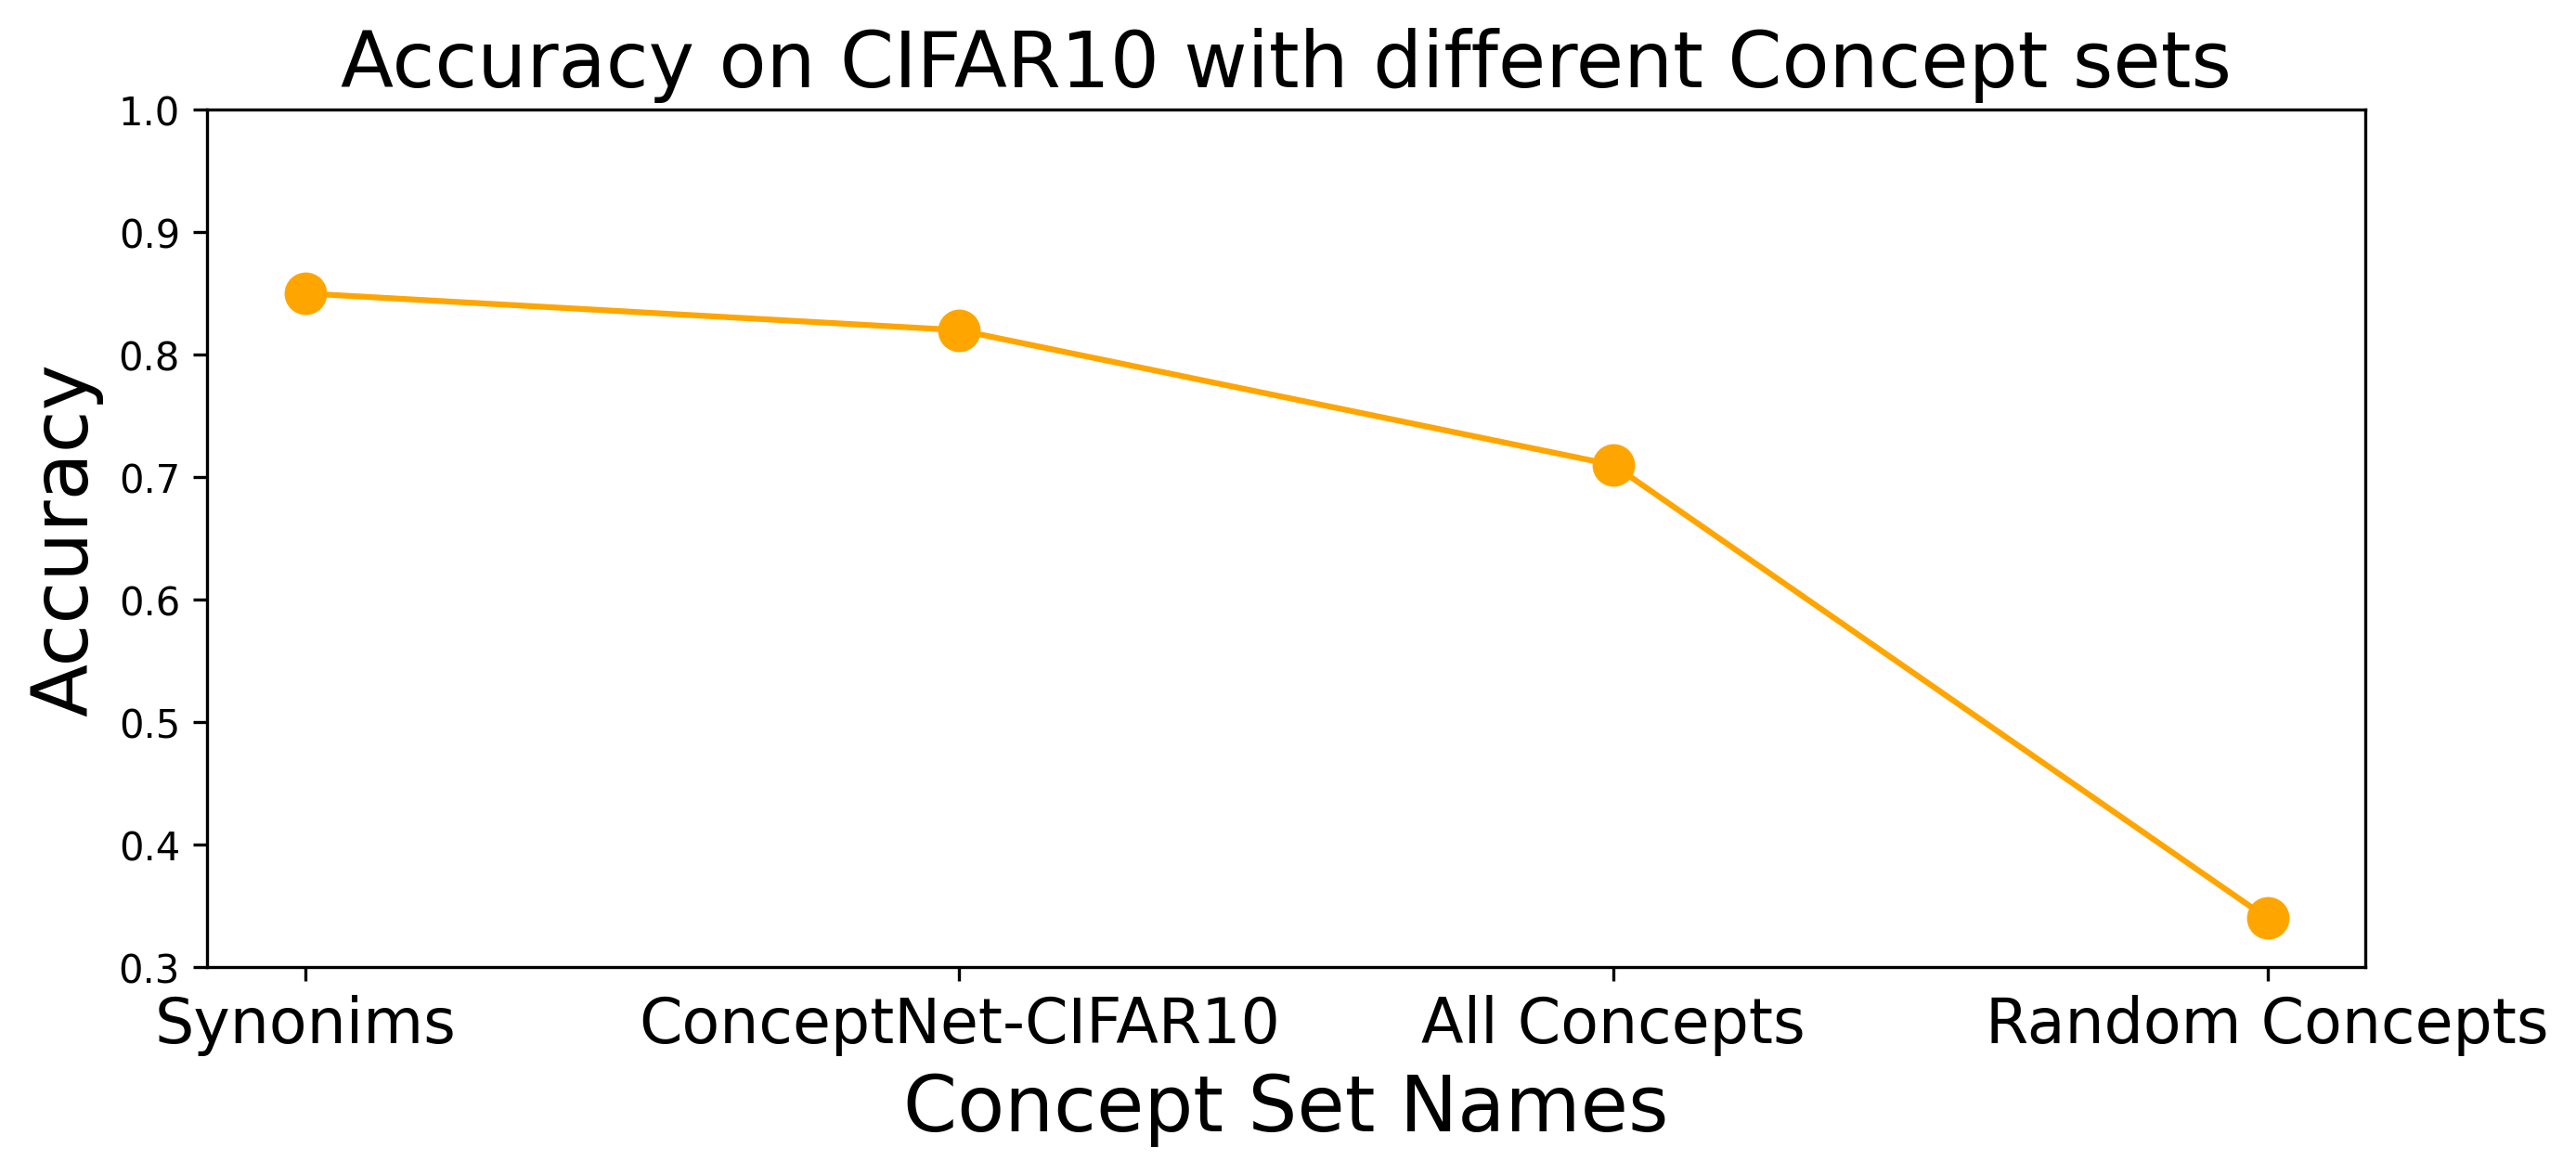 Accuracy on CIFAR10 with different Concept sets
Accuracy
1.0
0.9
0.8
0.7
0.6
0.5
0.4
0.3
Synonims ConceptNet-CIFAR10 All Concepts Random Concepts
Concept Set Names